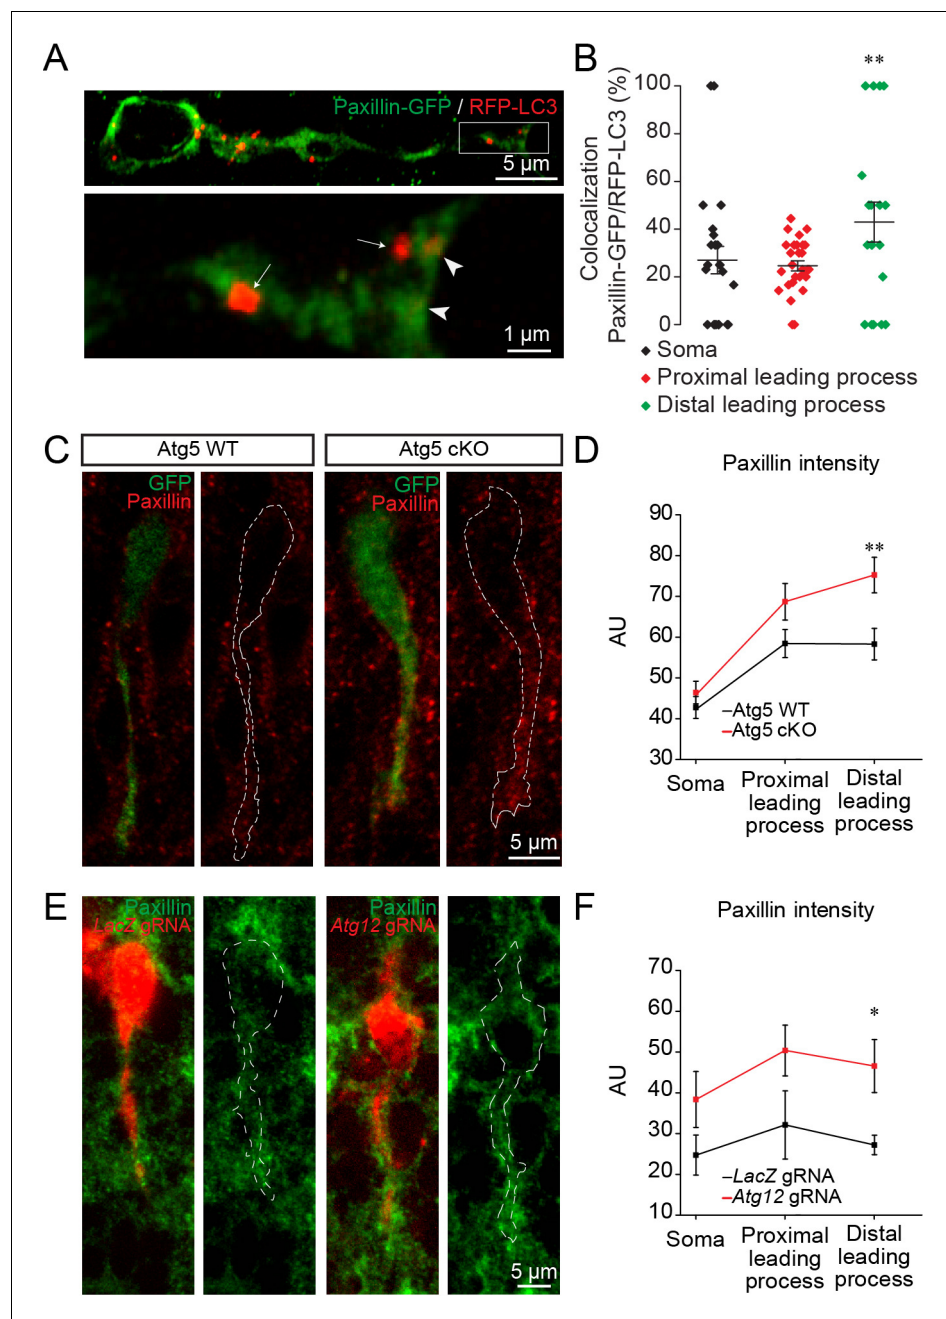 A
Paxillin-GFP / RFP-LC3
5 µm
1 µm
B
**
Colocalization
Paxillin-GFP/RFP-LC3 (%)
100
80
60
40
20
0
Soma
Proximal leading process
Distal leading process
C
Atg5 WT
Atg5 cKO
GFP
Paxillin
GFP
Paxillin
5 µm
D
Paxillin intensity
90
80
70
60
50
40
30
AU
**
Atg5 WT
Atg5 cKO
Soma
Proximal
leading
process
Distal
leading
process
E
Paxillin
LacZ gRNA
Paxillin
Atg12 gRNA
5 µm
F
Paxillin intensity
70
60
50
40
30
20
10
AU
*
LacZ gRNA
Atg12 gRNA
Soma
Proximal
leading
process
Distal
leading
process